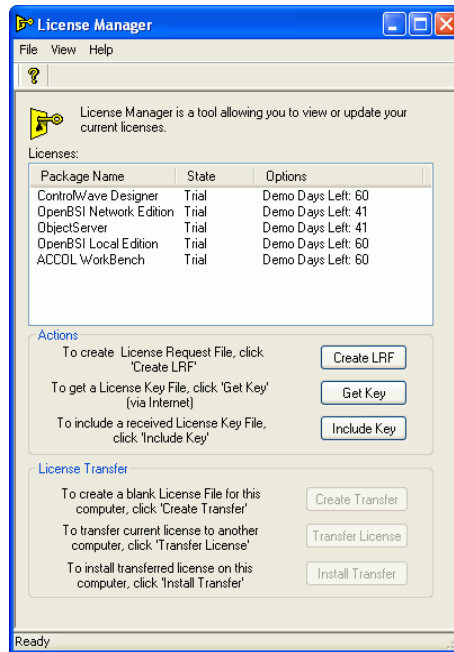 License Manager
File View Help
License Manager is a tool allowing you to view or update your
current licenses.
Licenses:
Package Name State Options
ControlWave Designer Trial Demo Days Left: 60
OpenBSI Network Edition Trial Demo Days Left: 41
ObjectServer Trial Demo Days Left: 41
OpenBSI Local Edition Trial Demo Days Left: 60
ACCOL WorkBench Trial Demo Days Left: 60
Actions
To create License Request File, click
'Create LRF'
Create LRF
To get a License Key File, click 'Get Key'
(via Internet)
Get Key
To include a received License Key File,
click 'Include Key'
Include Key
License Transfer
To create a blank License File for this
computer, click 'Create Transfer'
Create Transfer
To transfer current license to another
computer, click 'Transfer License'
Transfer License
To install transferred license on this
computer, click 'Install Transfer'
Install Transfer
Ready